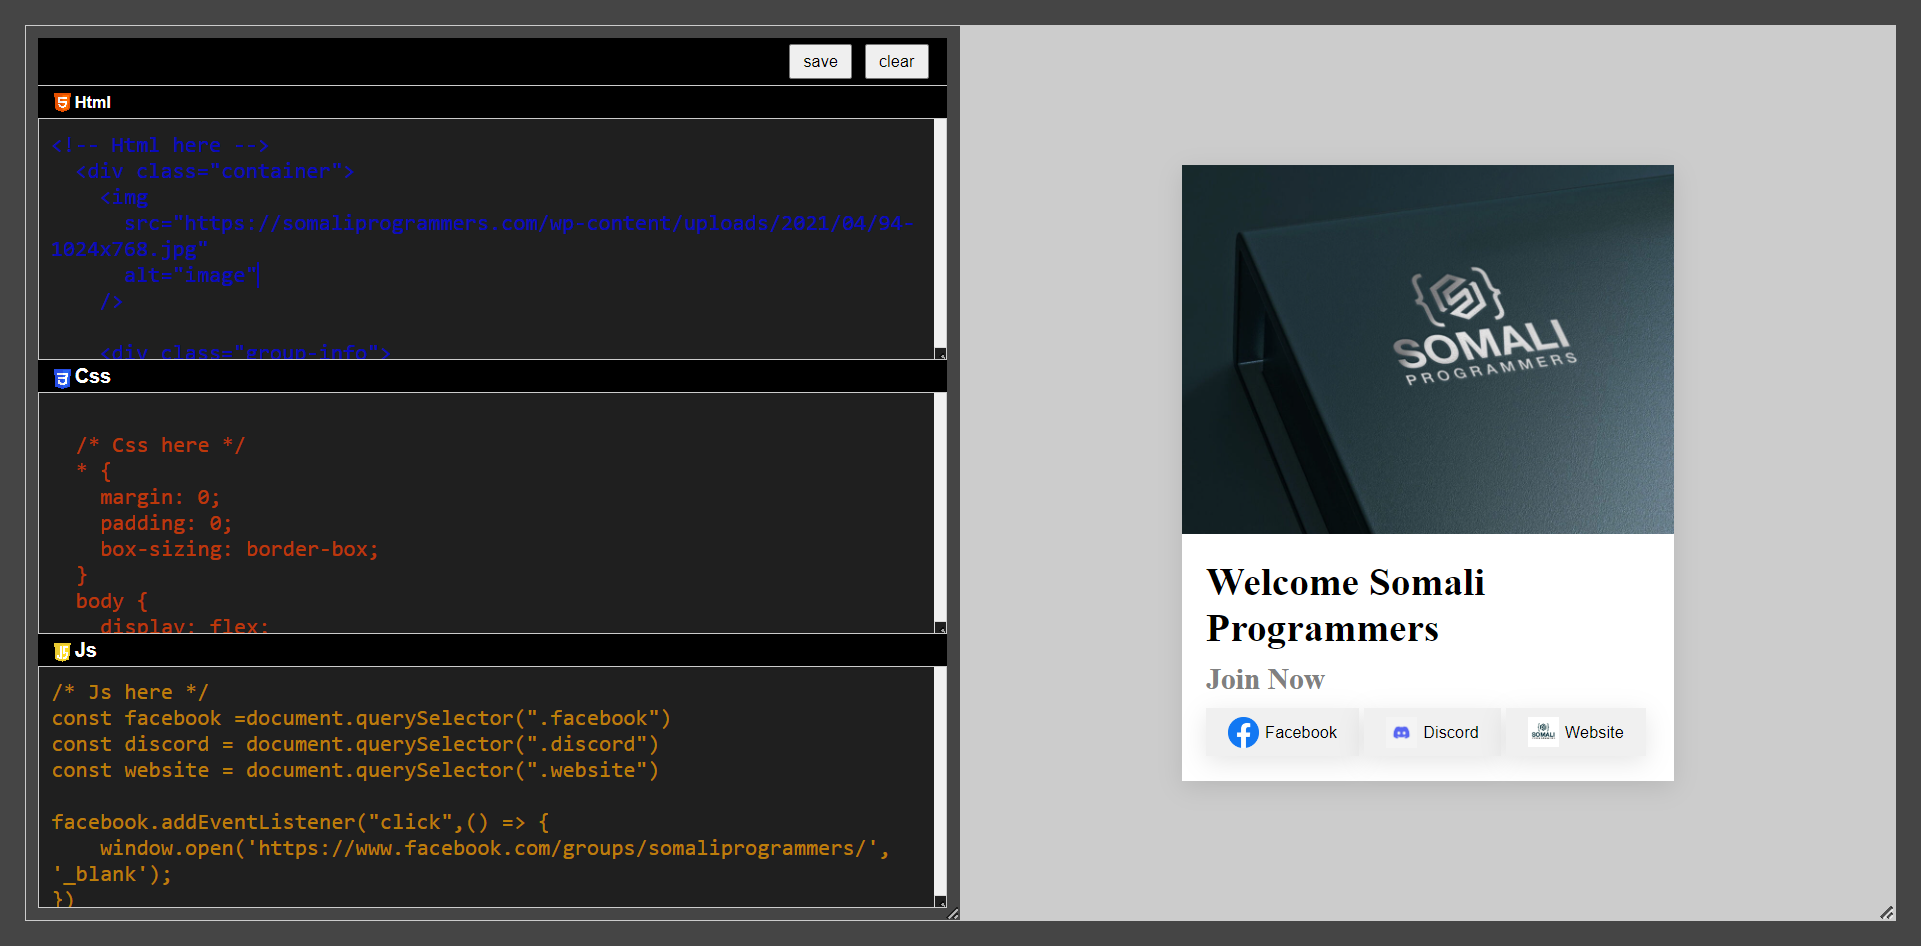 save clear
Html
<!-- Html here -->
<div class="container">
<img
src="https://somaliprogrammers.com/wp-content/uploads/2021/04/94-
1024x768.jpg"
alt="image"
/>
<div class="group-info">
Css
/* Css here */
* {
margin: 0;
padding: 0;
box-sizing: border-box;
}
body {
display: flex;
Js
/* Js here */
const facebook =document.querySelector(".facebook")
const discord = document.querySelector(".discord")
const website = document.querySelector(".website")
facebook.addEventListener("click",() => {
window.open('https://www.facebook.com/groups/somaliprogrammers/',
'_blank');
})
SOMALI
PROGRAMMERS
Welcome Somali
Programmers
Join Now
Facebook Discord Website